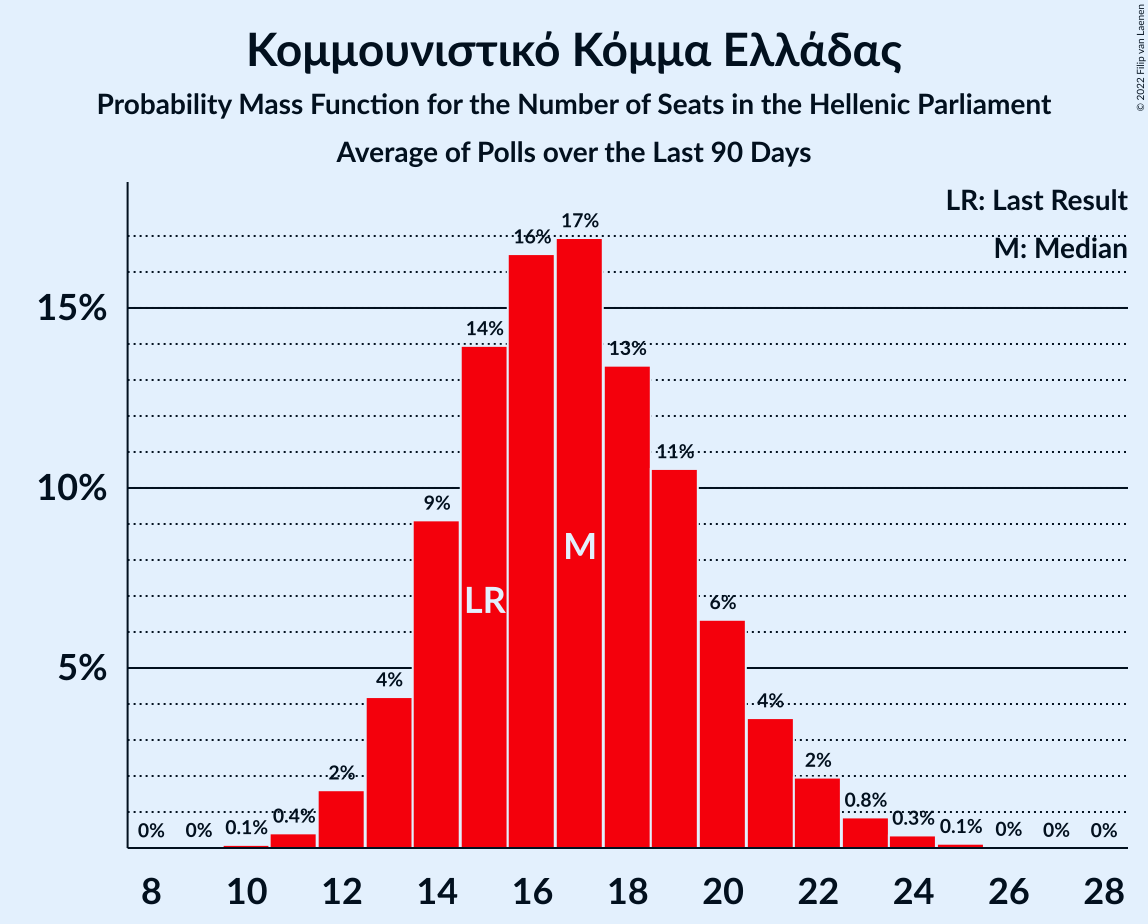 Κομμουνιστικό Κόμμα Ελλάδας
Probability Mass Function for the Number of Seats in the Hellenic Parliament
Average of Polls over the Last 90 Days
© 2022 Filip van Laenen
LR: Last Result
M: Median
15%
10%
5%
0%
0%
0.1%
0.4%
2%
4%
9%
14%
16%
17%
13%
11%
6%
4%
2%
0.8%
0.3%
0.1%
0%
0%
0%
LR
M
8 10 12 14 16 18 20 22 24 26 28